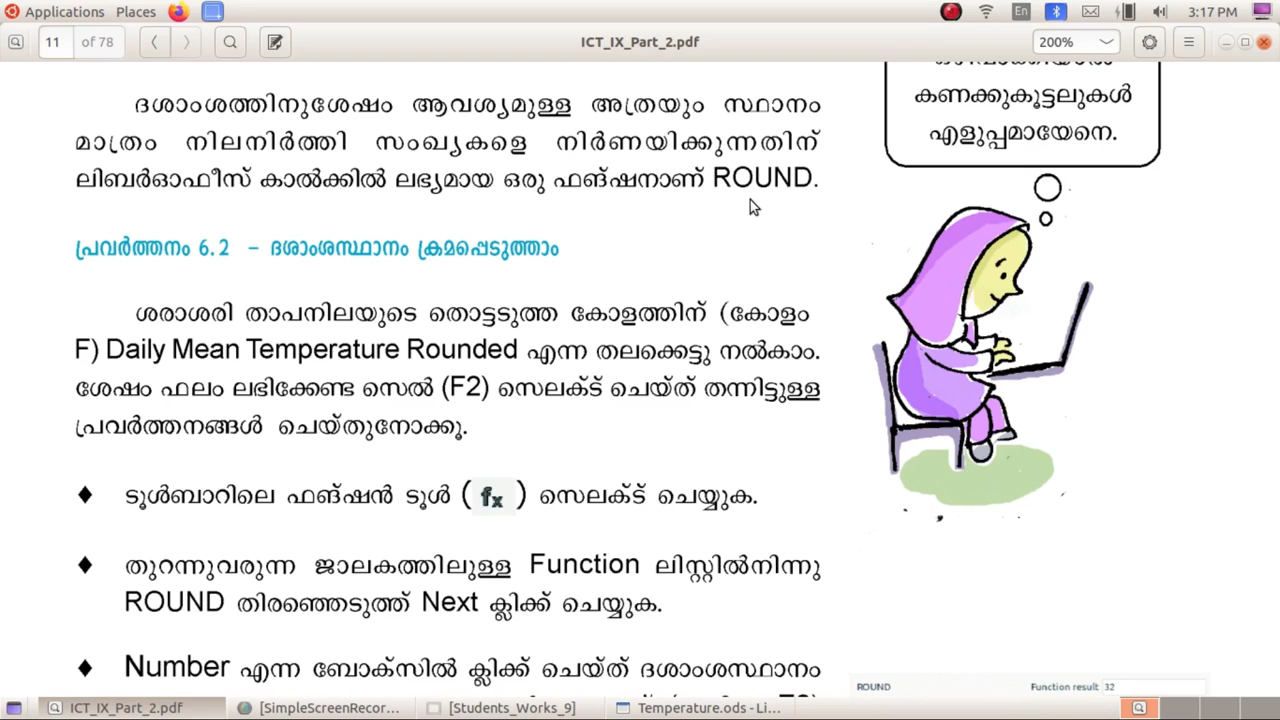 Applications Places En 3:17 PM
11 of 78 ICT_IX_Part_2.pdf 200%
കണക്കുകൂട്ടലുകൾ
എളുപ്പമായേനെ.
ദശാംശത്തിനുശേഷം ആവശ്യമുള്ള അത്രയും സ്ഥാനം
മാത്രം നിലനിർത്തി സംഖ്യകളെ നിർണയിക്കുന്നതിന്
ലിബർഓഫീസ് കാൽക്കിൽ ലഭ്യമായ ഒരു ഫങ്ഷനാണ് ROUND.
പ്രവർത്തനം 6.2 – ദശാംശസ്ഥാനം ക്രമപ്പെടുത്താം
ശരാശരി താപനിലയുടെ തൊട്ടടുത്ത കോളത്തിന് (കോളം
F) Daily Mean Temperature Rounded എന്ന തലക്കെട്ടു നൽകാം.
ശേഷം ഫലം ലഭിക്കേണ്ട സെൽ (F2) സെലക്ട് ചെയ്ത് തന്നിട്ടുള്ള
പ്രവർത്തനങ്ങൾ ചെയ്തുനോക്കൂ.
♦ ടൂൾബാറിലെ ഫങ്ഷൻ ടൂൾ ( fx ) സെലക്ട് ചെയ്യുക.
♦ തുറന്നുവരുന്ന ജാലകത്തിലുള്ള Function ലിസ്റ്റിൽനിന്നു
ROUND തിരഞ്ഞെടുത്ത് Next ക്ലിക്ക് ചെയ്യുക.
♦ Number എന്ന ബോക്സിൽ ക്ലിക്ക് ചെയ്ത് ദശാംശസ്ഥാനം
ROUND Function result 32
ICT_IX_Part_2.pdf [SimpleScreenRecor... [Students_Works_9] Temperature.ods - Li...